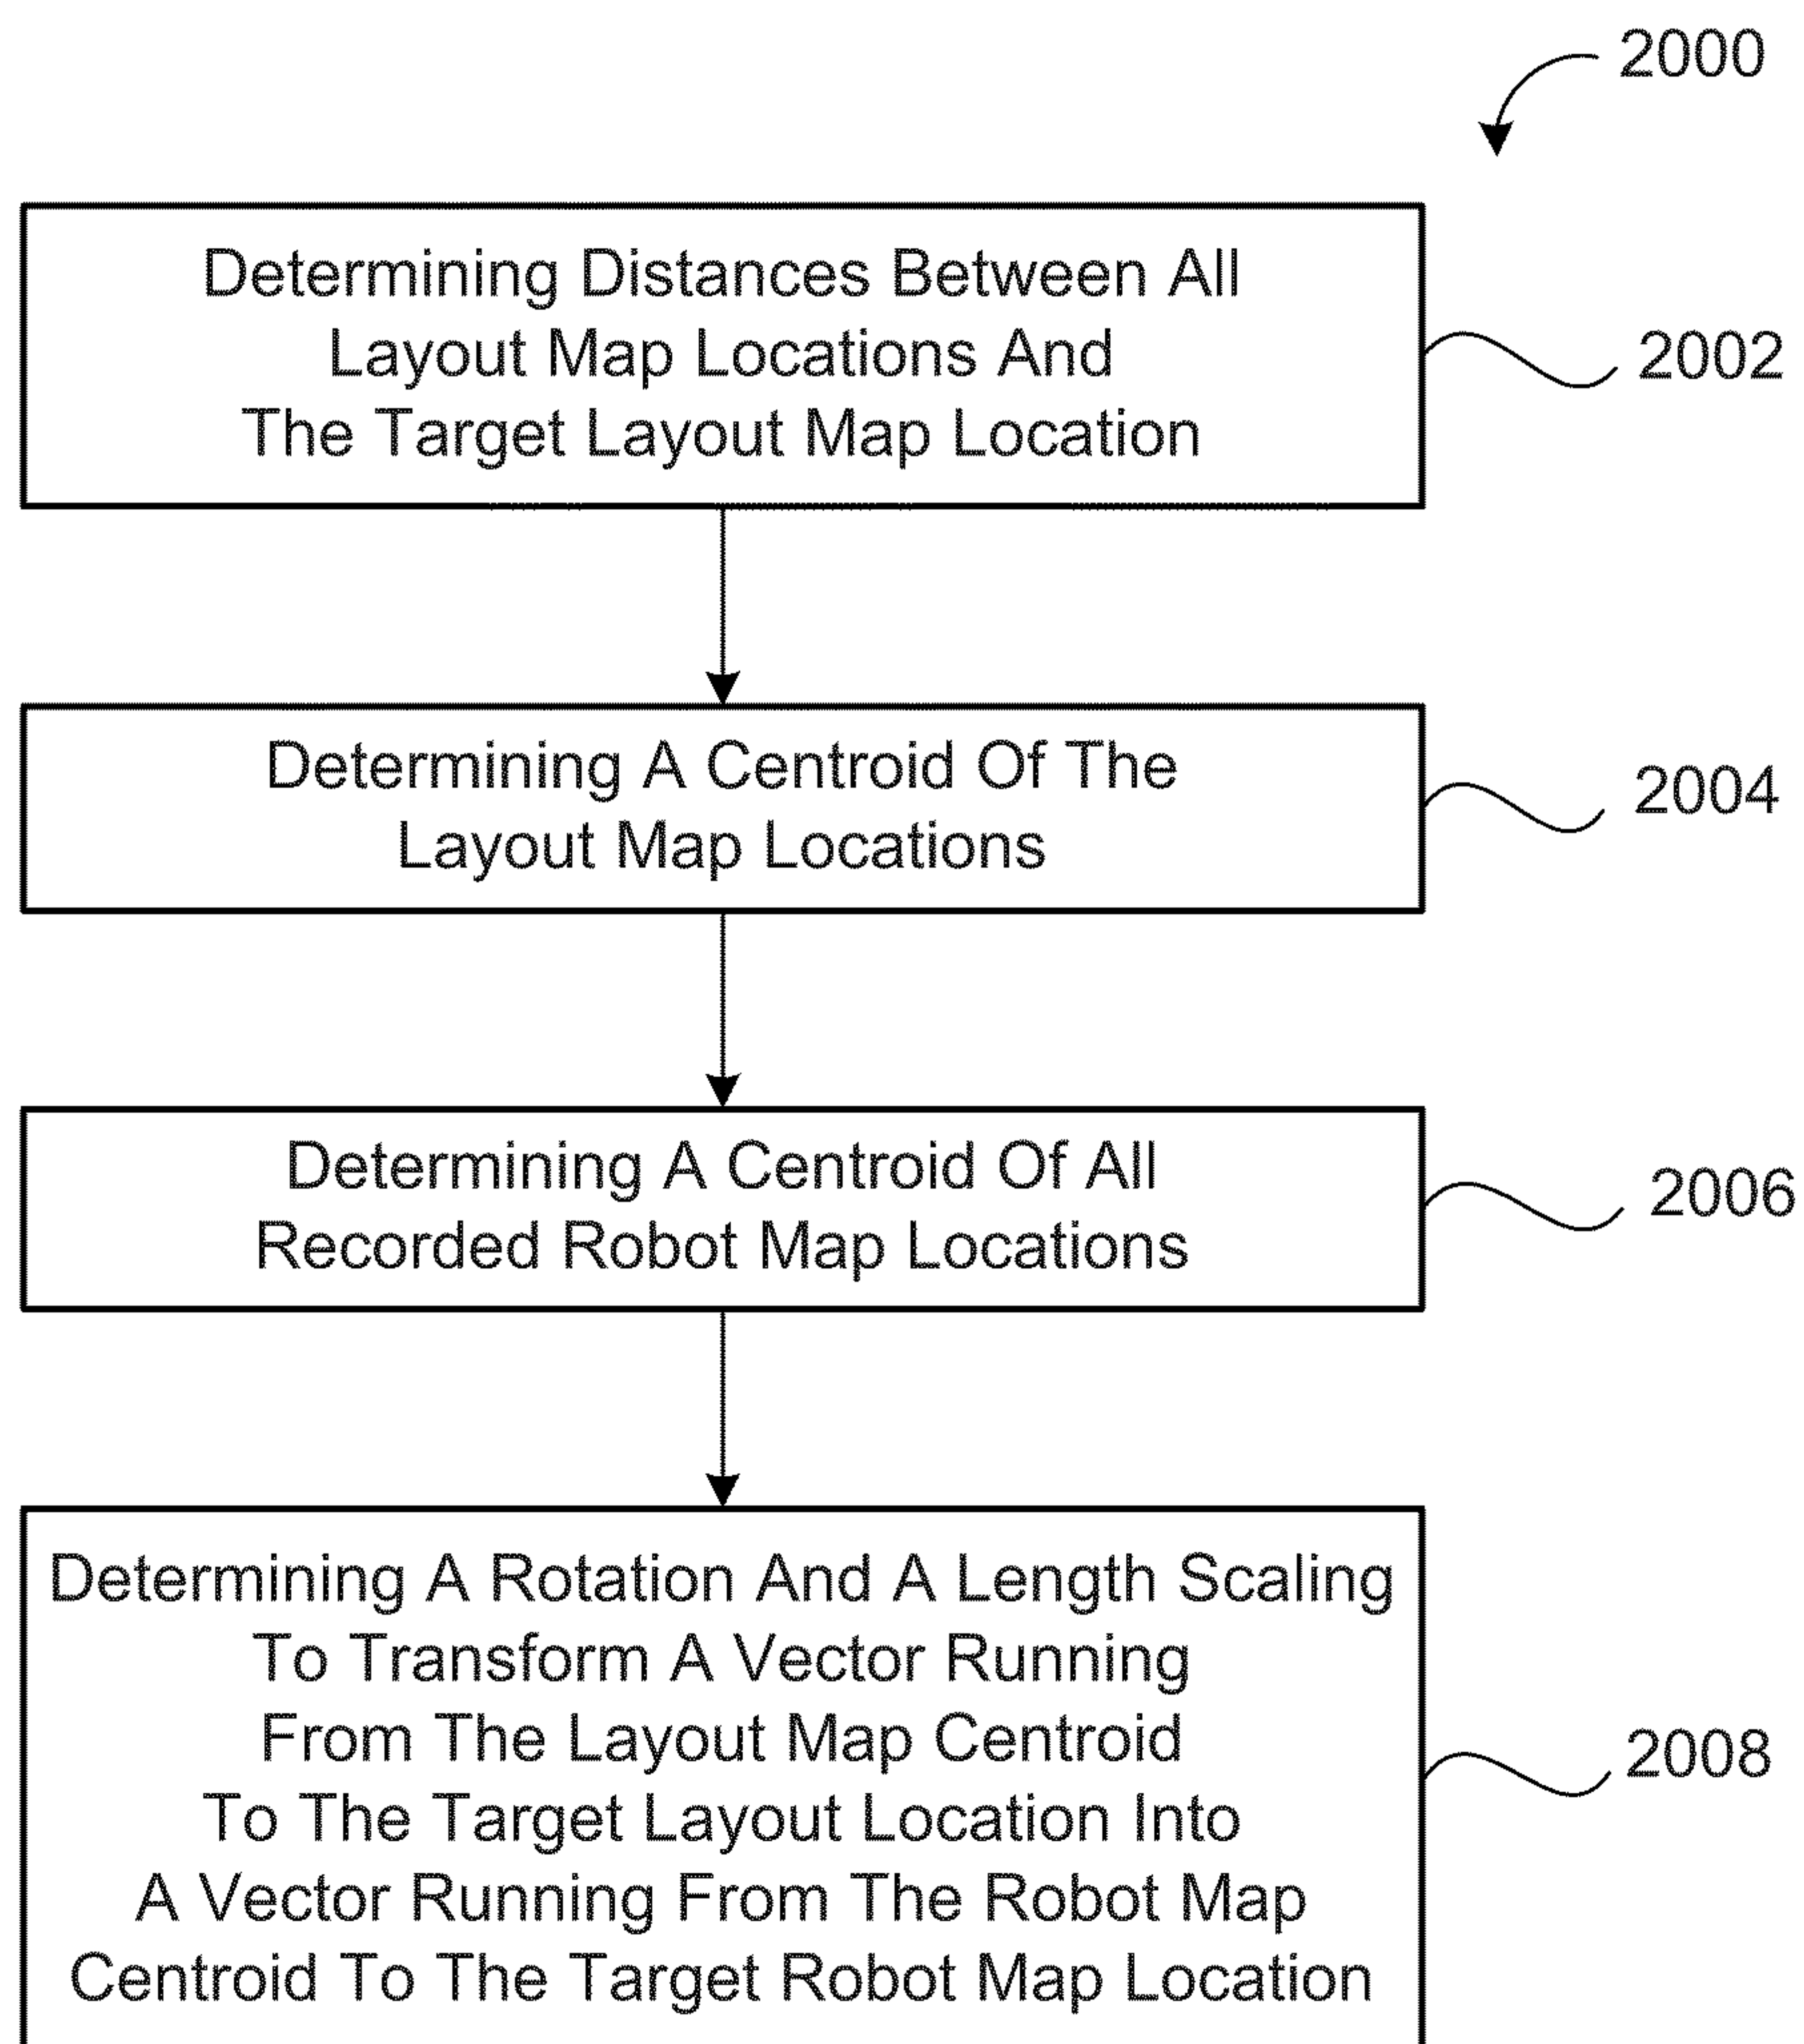 2000
Determining Distances Between All
Layout Map Locations And
The Target Layout Map Location
2002
Determining A Centroid Of The
Layout Map Locations
2004
Determining A Centroid Of All
Recorded Robot Map Locations
2006
Determining A Rotation And A Length Scaling
To Transform A Vector Running
From The Layout Map Centroid
To The Target Layout Location Into
A Vector Running From The Robot Map
Centroid To The Target Robot Map Location
2008